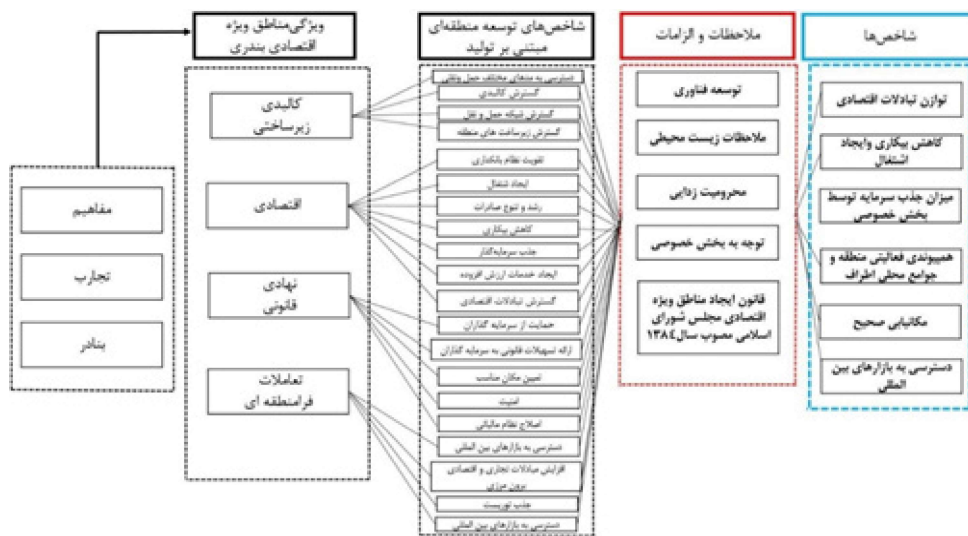 ویژگی‌مناطق ویژه
اقتصادی بندری
شاخص‌های توسعه منطقه‌ای
مبتنی بر تولید
ملاحظات و الزامات
شاخص‌ها
مفاهیم
تجارب
بنادر
کالبدی
زیرساختی
اقتصادی
نهادی
قانونی
تعاملات
فرامنطقه ای
دسترسی به مدهای مختلف حمل ونقلی
گسترش کالبدی
گسترش شبکه حمل و نقل
گسترش زیرساخت های منطقه
تقویت نظام بانکداری
ایجاد شتغال
رشد و تنوع صادرات
کاهش بیکاری
جذب سرمایه‌گذار
ایجاد خدمات ارزش افزوده
گسترش تبادلات اقتصادی
حمایت از سرمایه گذاران
ارائه تسهیلات قانونی به سرمایه گذاران
تعیین مکان مناسب
امنیت
اصلاح نظام مالیاتی
دسترسی به بازارهای بین المللی
افزایش مبادلات تجاری و اقتصادی
برون مرزی
جذب توریست
دسترسی به بازارهای بین المللی
توسعه فناوری
ملاحظات زیست محیطی
محرومیت زدایی
توجه به بخش خصوصی
قانون ایجاد مناطق ویژه
اقتصادی مجلس شورای
اسلامی مصوب سال۱۳۸٤
توازن تبادلات اقتصادی
کاهش بیکاری وایجاد
اشتغال
میزان جذب سرمایه توسط
بخش خصوصی
همپیوندی فعالیتی منطقه و
جوامع محلی اطراف
مکانیابی صحیح
دسترسی به بازارهای بین
المللی